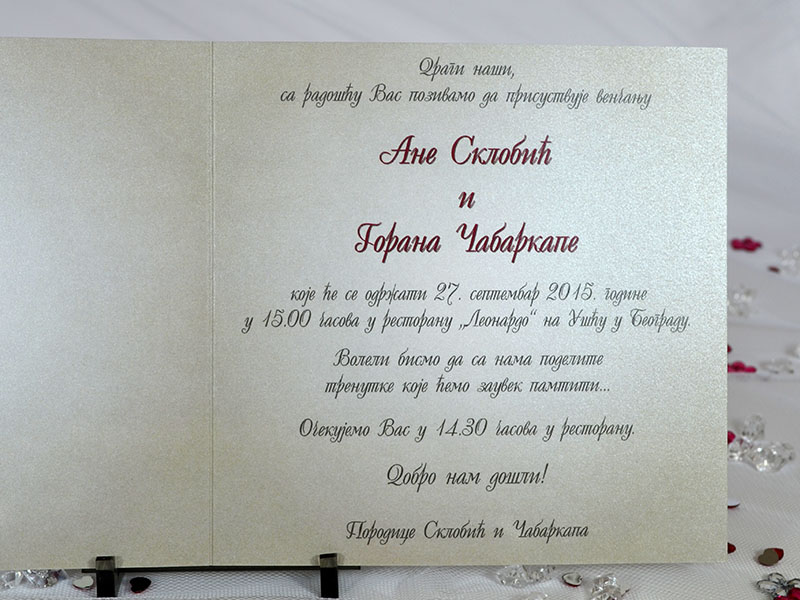 Драги наши,
са радошћу Вас позивамо да присуствује венчању
Ане Склобић
и
Горана Чабаркапе
које ће се одржати 27. септембар 2015. године
у 15.00 часова у ресторану „Леонардо“ на Ушћу у Београду.
Волели бисмо да са нама поделите
тренутке које ћемо заувек памтити...
Очекујемо Вас у 14.30 часова у ресторану.
Добро нам дошли!
Породице Склобић и Чабаркапа